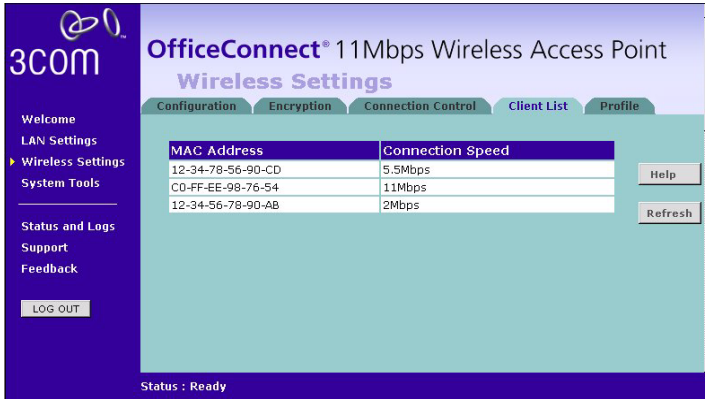 3COM
OfficeConnect® 11Mbps Wireless Access Point
Wireless Settings
Configuration Encryption Connection Control Client List Profile
Welcome
LAN Settings
Wireless Settings
System Tools
Status and Logs
Support
Feedback
LOG OUT
MAC Address Connection Speed
12-34-78-56-90-CD 5.5Mbps
C0-FF-EE-98-76-54 11Mbps
12-34-56-78-90-AB 2Mbps
Help
Refresh
Status : Ready